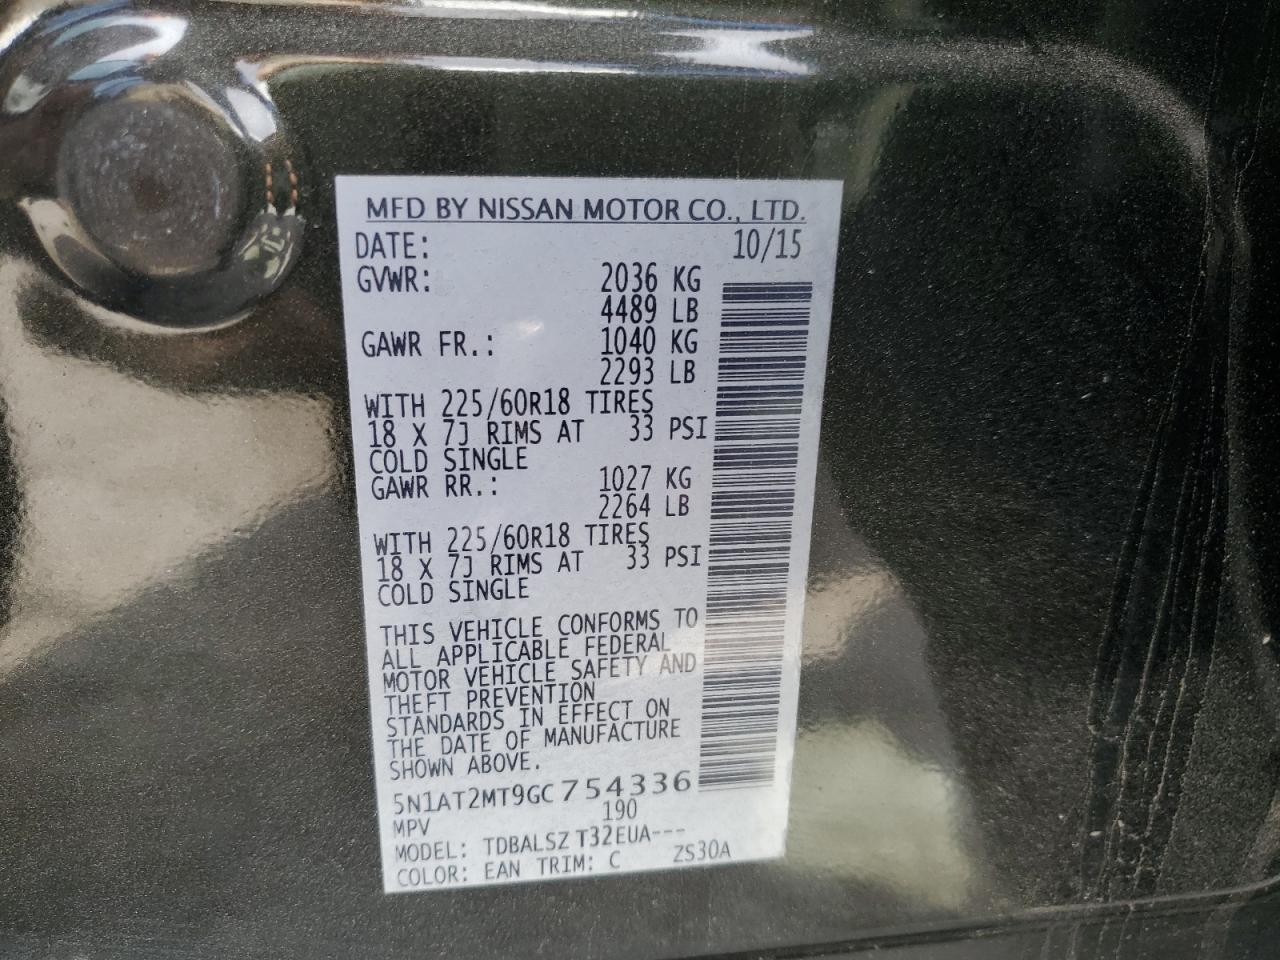 MFD BY NISSAN MOTOR CO., LTD.
DATE: 10/15
GVWR: 2036 KG
4489 LB
GAWR FR.: 1040 KG
2293 LB
WITH 225/60R18 TIRES
18 X 7J RIMS AT 33 PSI
COLD SINGLE
GAWR RR.: 1027 KG
2264 LB
WITH 225/60R18 TIRES
18 X 7J RIMS AT 33 PSI
COLD SINGLE
THIS VEHICLE CONFORMS TO
ALL APPLICABLE FEDERAL
MOTOR VEHICLE SAFETY AND
THEFT PREVENTION
STANDARDS IN EFFECT ON
THE DATE OF MANUFACTURE
SHOWN ABOVE.
5N1AT2MT9GC754336
MPV 190
MODEL: TDBALSZ T32EUA---
COLOR: EAN TRIM: C ZS30A